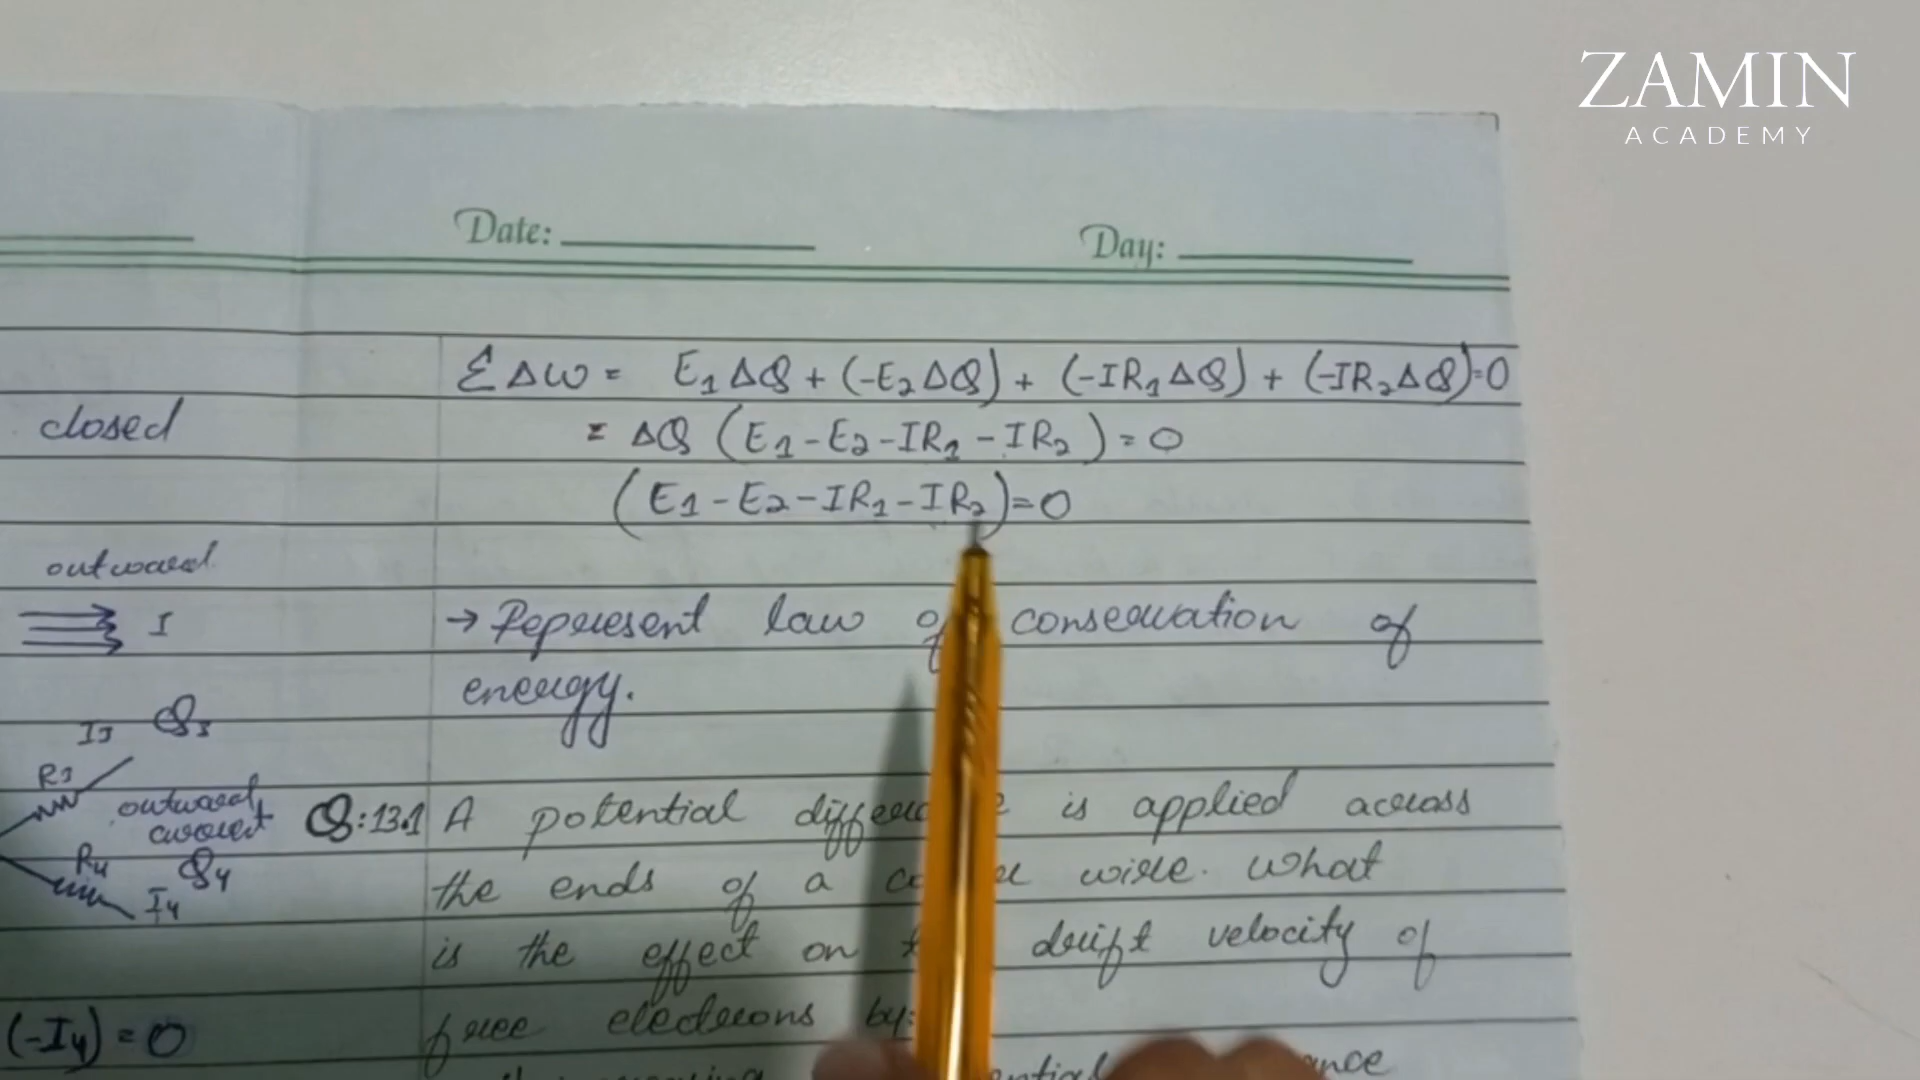 ZAMIN
ACADEMY
Date:
Day:
ΣΔW = E₁ΔQ + (-E₂ΔQ) + (-IR₁ΔQ) + (-IR₂ΔQ)=0
= ΔQ (E₁-E₂-IR₁-IR₂) = 0
(E₁-E₂-IR₁-IR₂)=0
→ Represent law of conservation of
energy.
Q:13.1 A potential difference is applied across
the ends of a wire. What
is the effect on drift velocity of
free electrons by:
closed
outward
I
I₃ Q₃
R₃
outward
current
R₄ Q₄
I₄
(-I₄) = 0